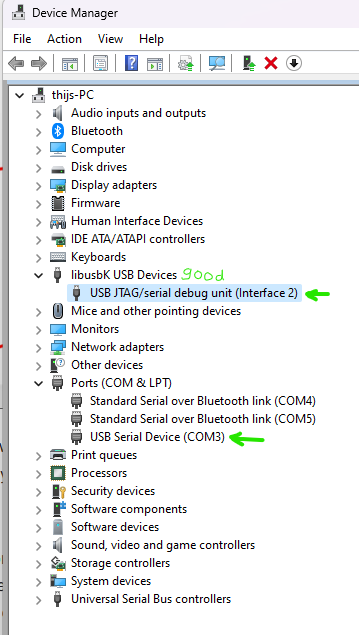 Device Manager
File Action View Help
thijs-PC
Audio inputs and outputs
Bluetooth
Computer
Disk drives
Display adapters
Firmware
Human Interface Devices
IDE ATA/ATAPI controllers
Keyboards
libusbK USB Devices good
USB JTAG/serial debug unit (Interface 2)
Mice and other pointing devices
Monitors
Network adapters
Other devices
Ports (COM & LPT)
Standard Serial over Bluetooth link (COM4)
Standard Serial over Bluetooth link (COM5)
USB Serial Device (COM3)
Print queues
Processors
Security devices
Software components
Software devices
Sound, video and game controllers
Storage controllers
System devices
Universal Serial Bus controllers